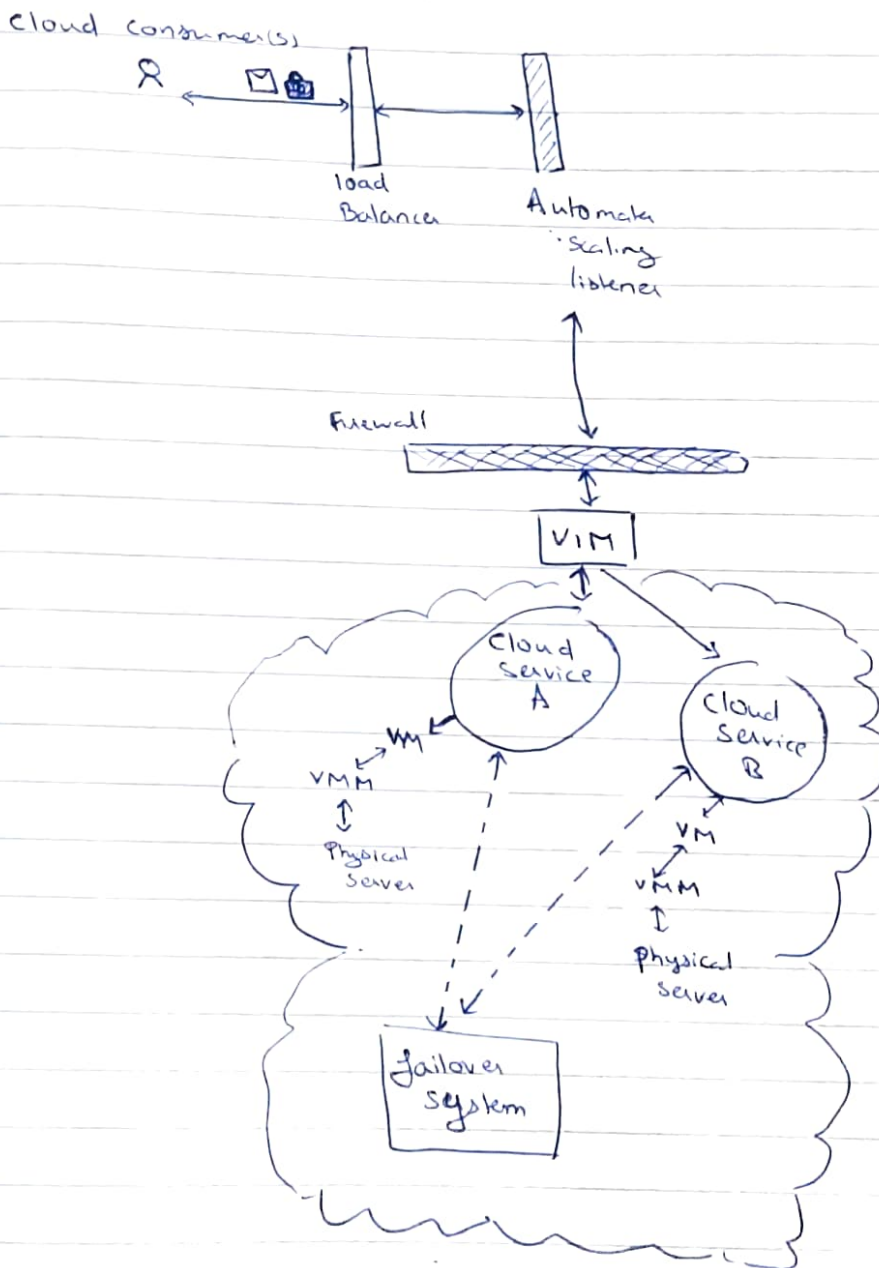 Cloud consumer(s)
load
Balancer
Automata
scaling
listener
Firewall
VIM
Cloud
Service
A
Cloud
Service
B
VM
VMM
Physical
Server
VM
VMM
physical
server
failover
system